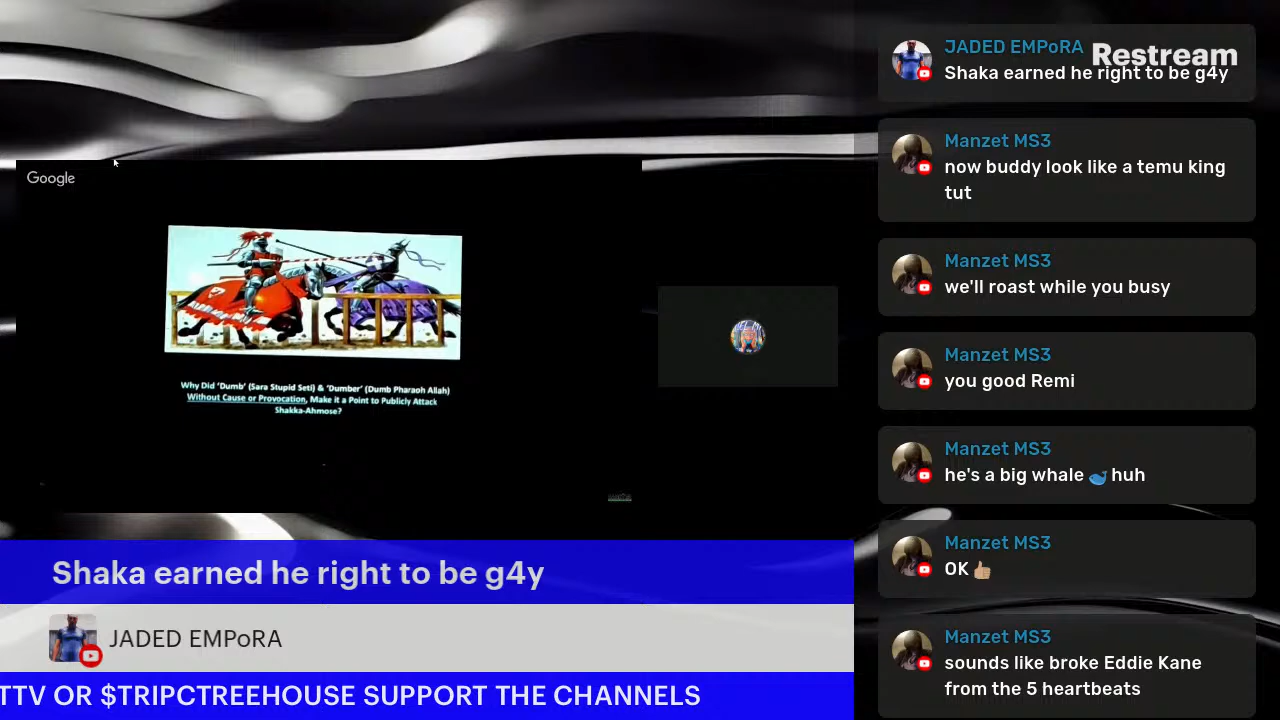 JADED EMPoRA
Restream
Shaka earned he right to be g4y
Manzet MS3
now buddy look like a temu king
tut
Manzet MS3
we'll roast while you busy
Manzet MS3
you good Remi
Manzet MS3
he's a big whale 🐋 huh
Manzet MS3
OK 👍🏼
Manzet MS3
sounds like broke Eddie Kane
from the 5 heartbeats
Google
Why Did 'Dumb' (Sara Stupid Seti) & 'Dumber' (Dumb Pharaoh Allah)
Without Cause or Provocation, Make it a Point to Publicly Attack
Shakka-Ahmose?
Shaka earned he right to be g4y
JADED EMPoRA
TTV OR $TRIPCTREEHOUSE SUPPORT THE CHANNELS